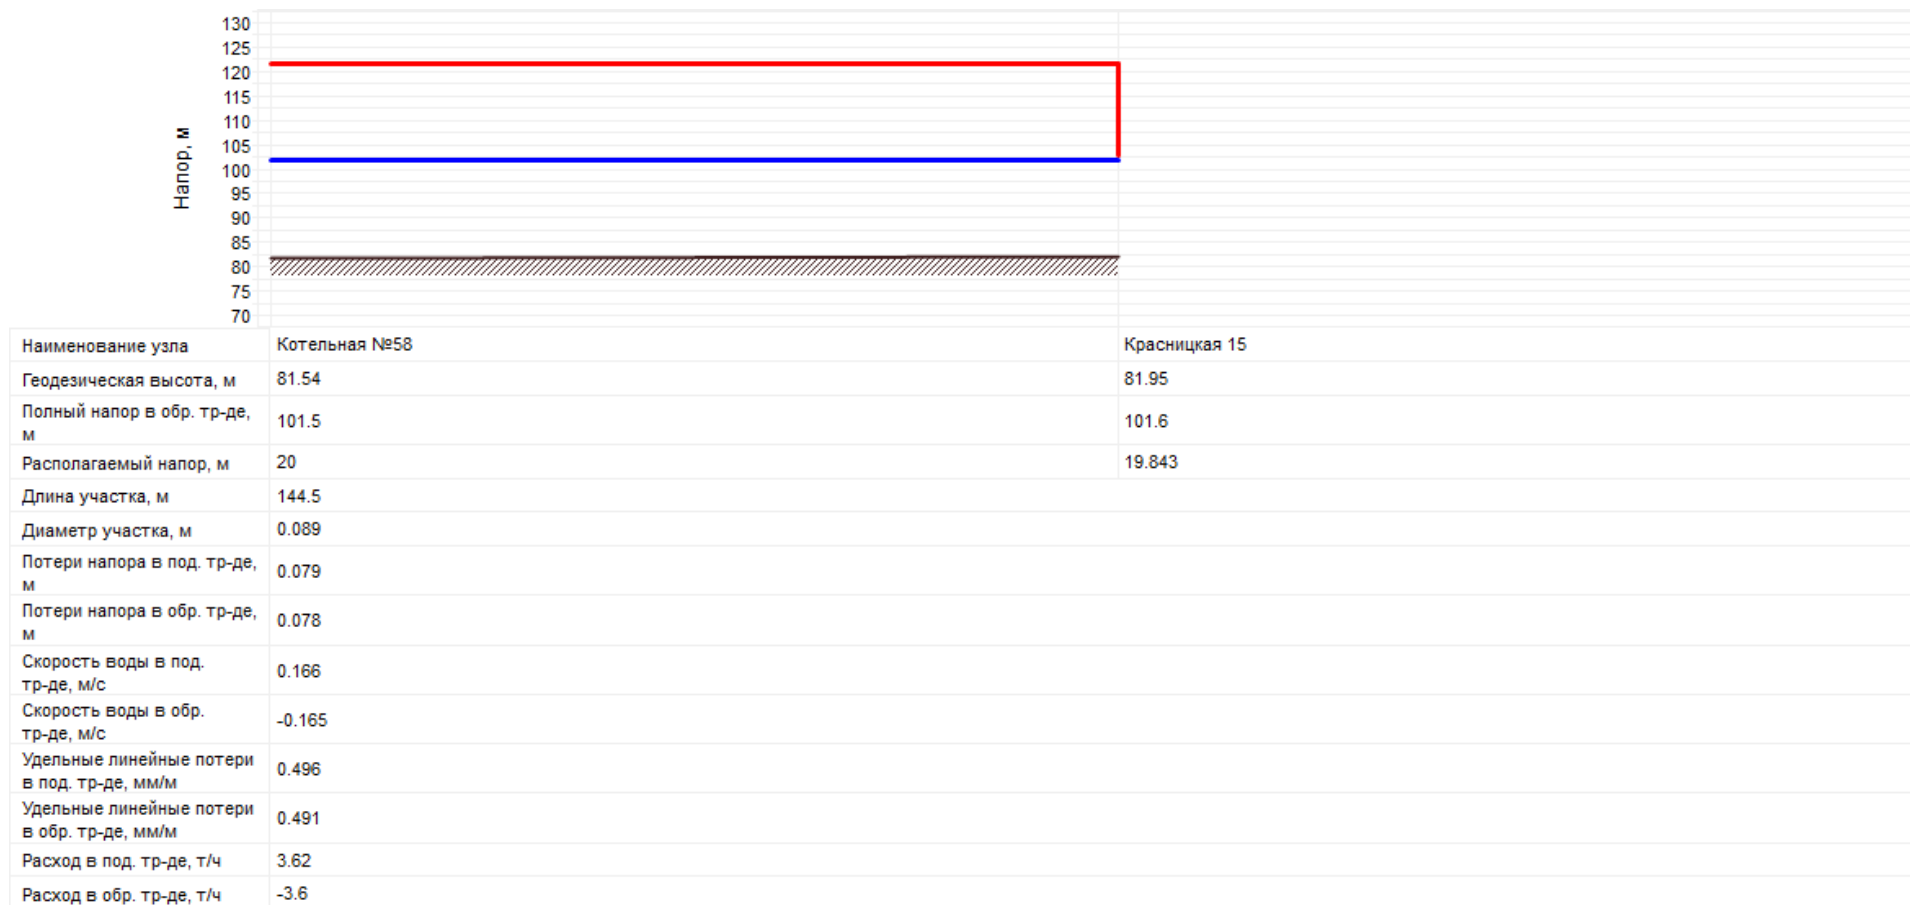 130
125
120
115
110
105
100
95
90
85
80
75
70
Напор, м
Наименование узла
Котельная №58
Красницкая 15
Геодезическая высота, м
81.54
81.95
Полный напор в обр. тр-де,
м
101.5
101.6
Располагаемый напор, м
20
19.843
Длина участка, м
144.5
Диаметр участка, м
0.089
Потери напора в под. тр-де,
м
0.079
Потери напора в обр. тр-де,
м
0.078
Скорость воды в под.
тр-де, м/с
0.166
Скорость воды в обр.
тр-де, м/с
-0.165
Удельные линейные потери
в под. тр-де, мм/м
0.496
Удельные линейные потери
в обр. тр-де, мм/м
0.491
Расход в под. тр-де, т/ч
3.62
Расход в обр. тр-де, т/ч
-3.6